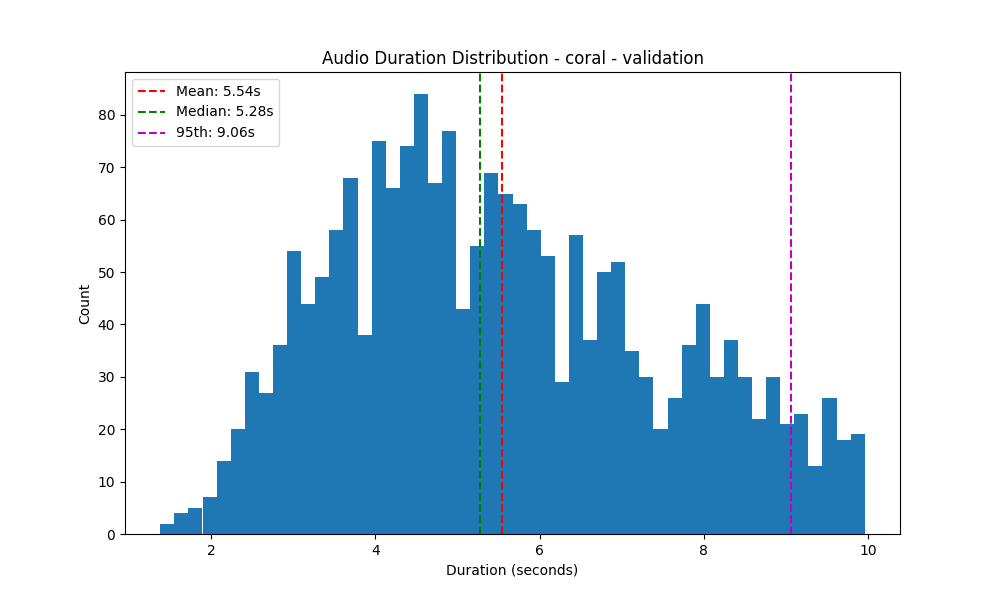 Audio Duration Distribution - coral - validation
Mean: 5.54s
Median: 5.28s
95th: 9.06s
80
70
60
50
40
30
20
10
0
Count
2 4 6 8 10
Duration (seconds)